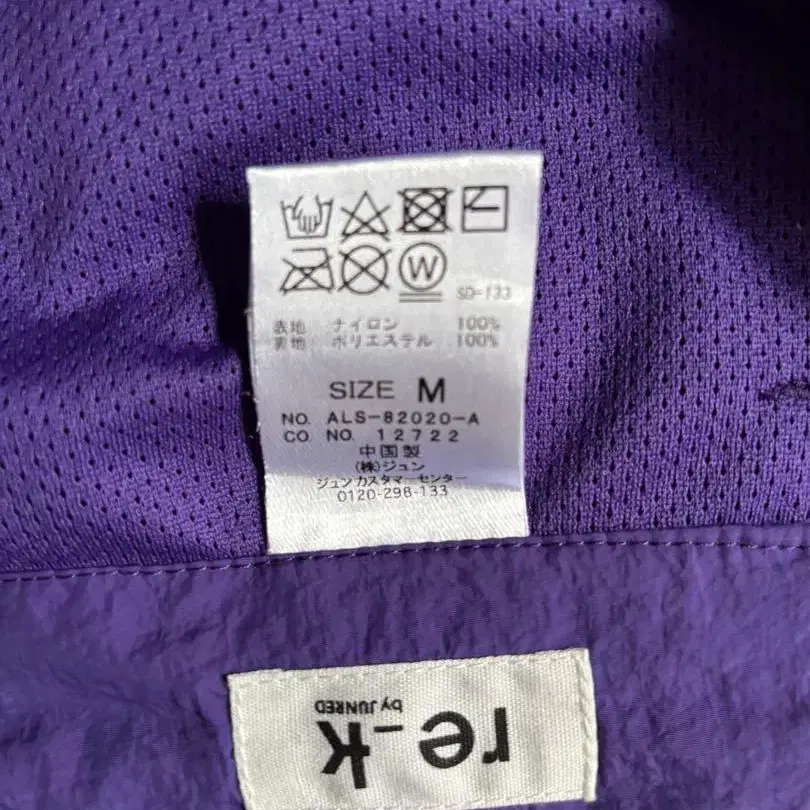 W
SD-133
表地 ナイロン 100%
裏地 ポリエステル 100%
SIZE M
NO. ALS-82020-A
CO. NO. 12722
中国製
(株)ジュン
ジュンカスタマーセンター
0120-298-133
re_k
by JUNRED